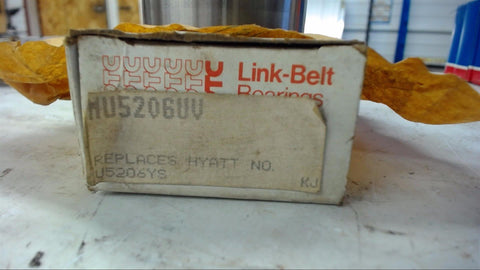 Link-Belt
Bearings
MU5206UV
REPLACES HYATT NO.
U5206YS
KJ